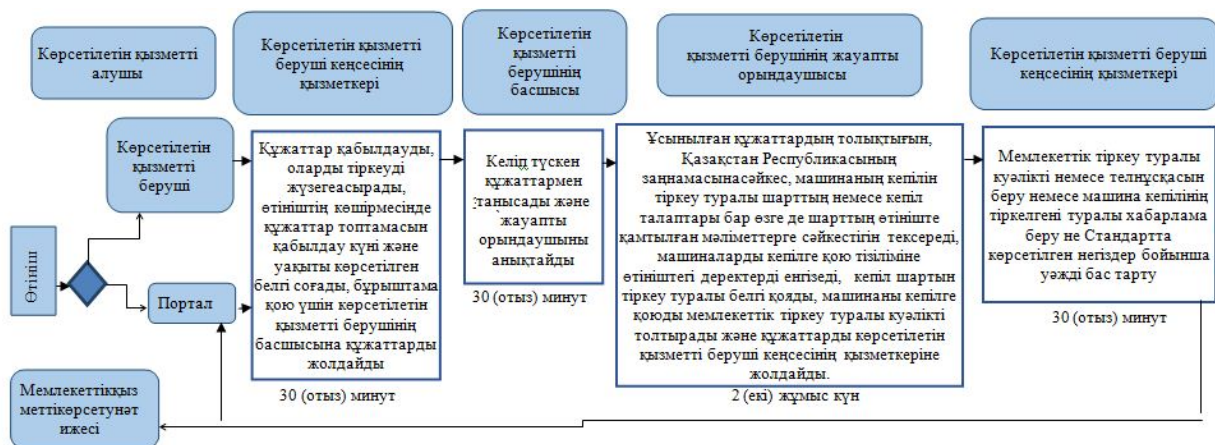 Көрсетілетін қызметті
алушы
Көрсетілетін қызметті
беруші кеңсесінің
қызметкері
Көрсетілетін
қызметті
берушінің
басшысы
Көрсетілетін
қызметті берушінің жауапты
орындаушысы
Көрсетілетін қызметті беруші
кеңсесінің қызметкері
Өтініш
Көрсетілетін
қызметті
беруші
Портал
Құжаттар қабылдауды,
оларды тіркеуді
жүзегеасырады,
өтініштің көшірмесінде
құжаттар топтамасын
қабылдау күні және
уақыты көрсетілген
белгі соғады, бұрыштама
қою үшін көрсетілетін
қызметті берушінің
басшысына құжаттарды
жолдайды
30 (отыз) минут
Келіп түскен
құжаттармен
танысады және
жауапты
орындаушыны
анықтайды
30 (отыз) минут
Ұсынылған құжаттардың толықтығын,
Қазақстан Республикасының
заңнамасынасәйкес, машинаның кепілін
тіркеу туралы шарттың немесе кепіл
талаптары бар өзге де шарттың өтініште
қамтылған мәліметтерге сәйкестігін тексереді,
машиналарды кепілге қою тізіліміне
өтініштегі деректерді енгізеді, кепіл шартын
тіркеу туралы белгі қояды, машинаны кепілге
қоюды мемлекеттік тіркеу туралы куәлікті
толтырады және құжаттарды көрсетілетін
қызметті беруші кеңсесінің қызметкеріне
жолдайды.
2 (екі) жұмыс күн
Мемлекеттік тіркеу туралы
куәлікті немесе телнұсқасын
беру немесе машина кепілінің
тіркелгені туралы хабарлама
беру не Стандартта
көрсетілген негіздер бойынша
уәжді бас тарту
30 (отыз) минут
Мемлекеттікқыз
меттікөрсетунәт
ижесі